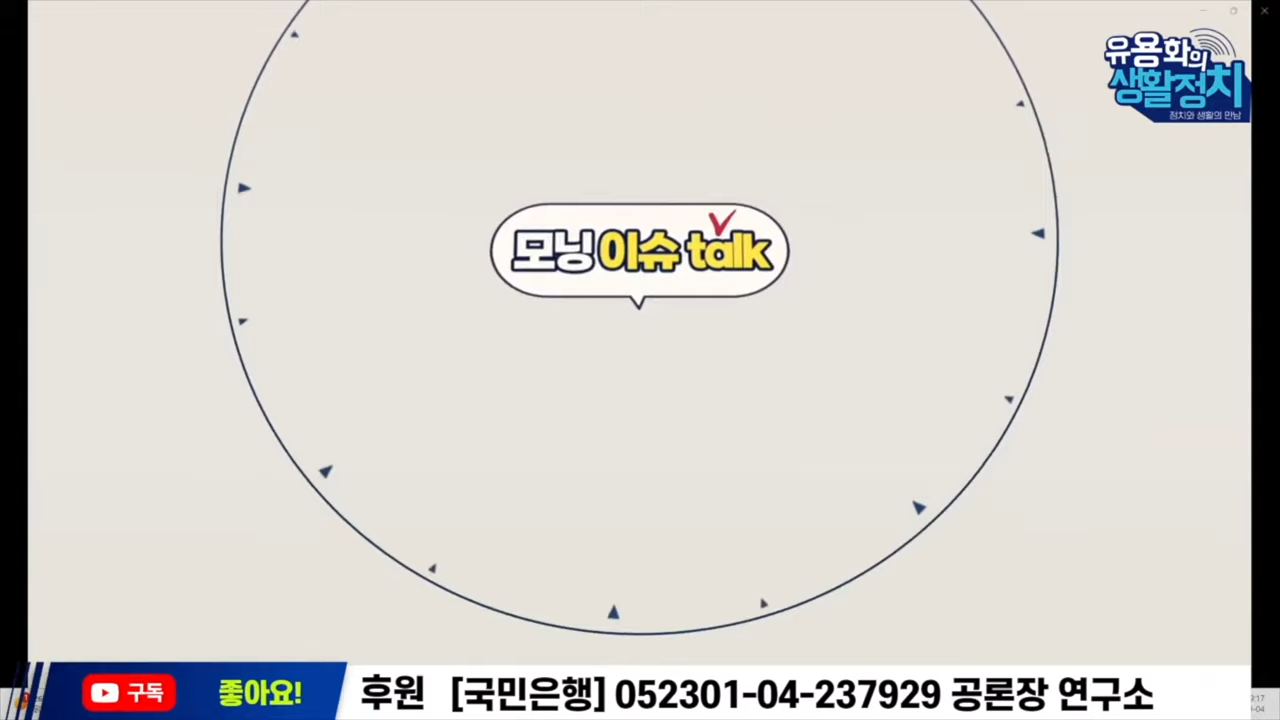 유용화의
생활정치
정치와 생활의 만남
모닝 이슈 talk
구독 좋아요! 후원 [국민은행] 052301-04-237929 공론장 연구소